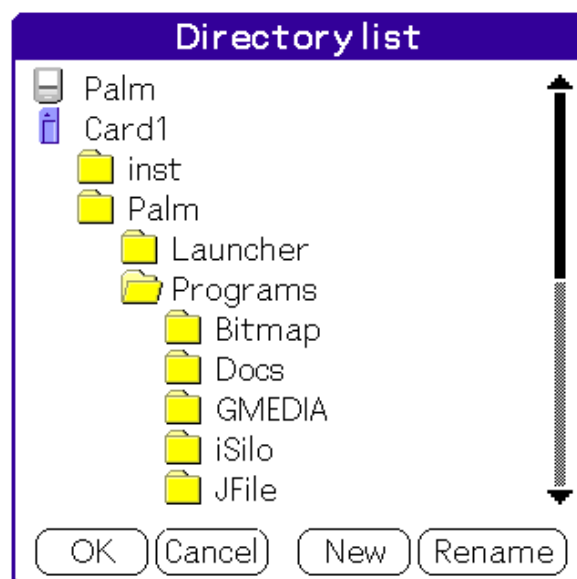 Directory list
Palm
Card1
inst
Palm
Launcher
Programs
Bitmap
Docs
GMEDIA
iSilo
JFile
OK Cancel New Rename